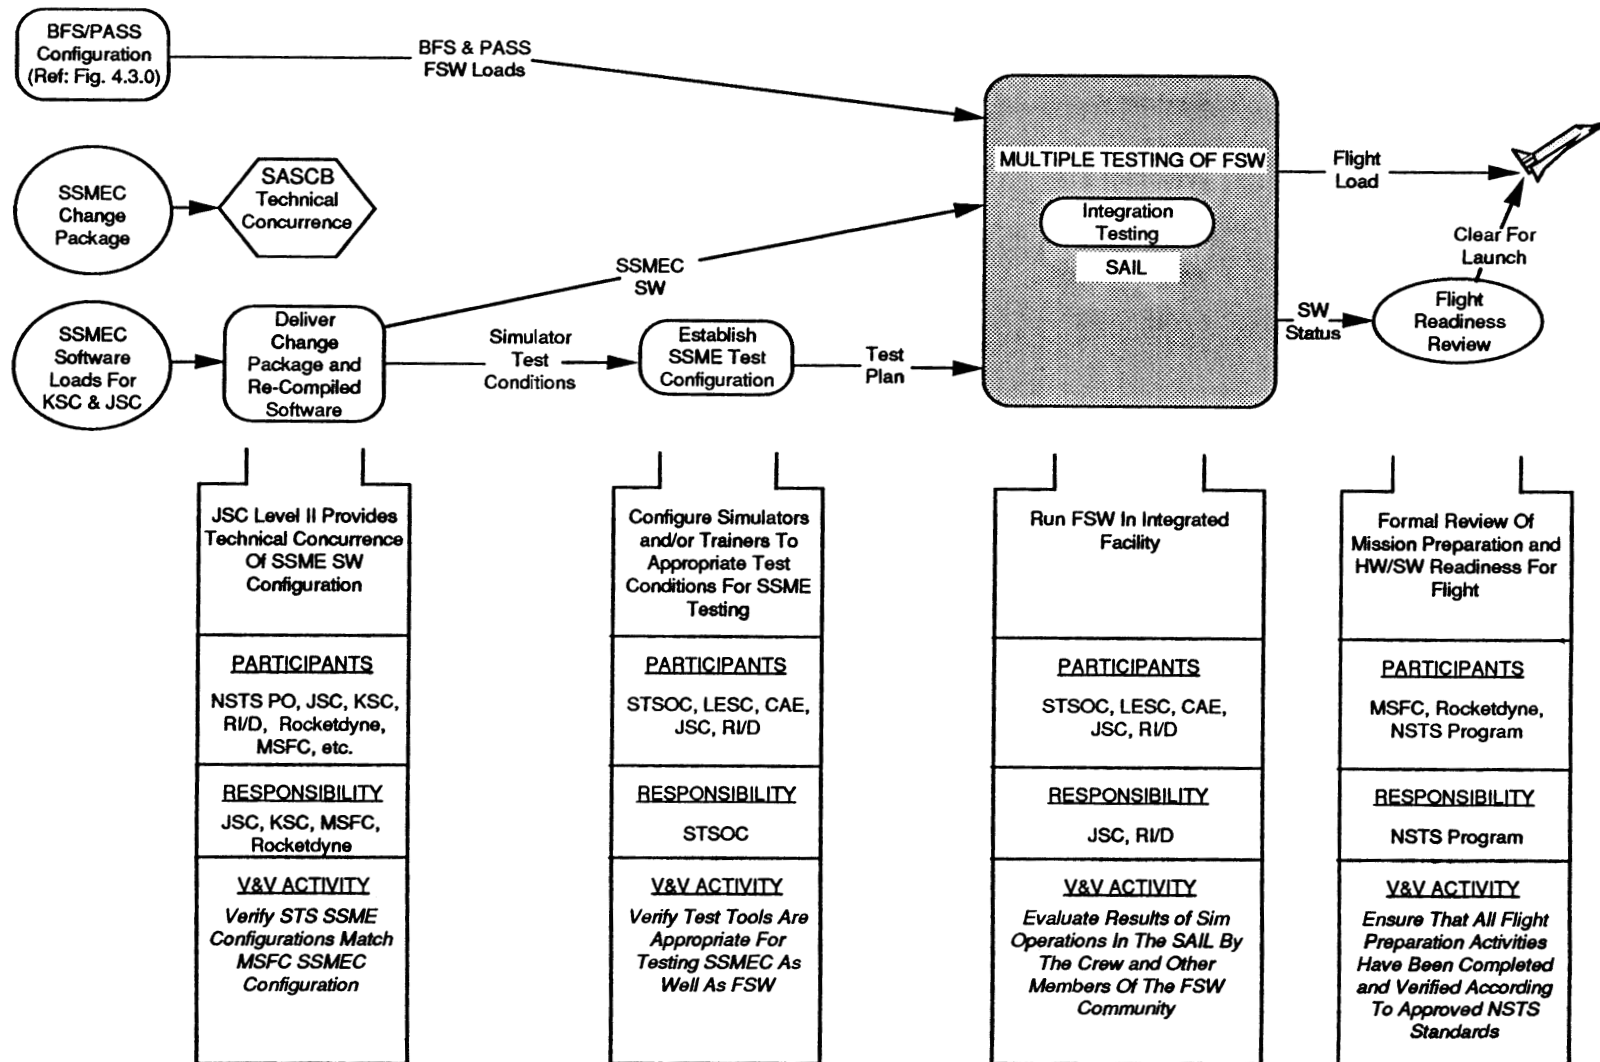 BFS/PASS
Configuration
(Ref: Fig. 4.3.0)
BFS & PASS
FSW Loads
SSMEC
Change
Package
SASCB
Technical
Concurrence
SSMEC
Software
Loads For
KSC & JSC
Deliver
Change
Package and
Re-Compiled
Software
SSMEC
SW
Simulator
Test
Conditions
Establish
SSME Test
Configuration
Test
Plan
MULTIPLE TESTING OF FSW
Integration
Testing
SAIL
Flight
Load
Clear For
Launch
SW
Status
Flight
Readiness
Review
JSC Level II Provides
Technical Concurrence
Of SSME SW
Configuration
PARTICIPANTS
NSTS PO, JSC, KSC,
RI/D, Rocketdyne,
MSFC, etc.
RESPONSIBILITY
JSC, KSC, MSFC,
Rocketdyne
V&V ACTIVITY
Verify STS SSME
Configurations Match
MSFC SSMEC
Configuration
Configure Simulators
and/or Trainers To
Appropriate Test
Conditions For SSME
Testing
PARTICIPANTS
STSOC, LESC, CAE,
JSC, RI/D
RESPONSIBILITY
STSOC
V&V ACTIVITY
Verify Test Tools Are
Appropriate For
Testing SSMEC As
Well As FSW
Run FSW In Integrated
Facility
PARTICIPANTS
STSOC, LESC, CAE,
JSC, RI/D
RESPONSIBILITY
JSC, RI/D
V&V ACTIVITY
Evaluate Results of Sim
Operations In The SAIL By
The Crew and Other
Members Of The FSW
Community
Formal Review Of
Mission Preparation and
HW/SW Readiness For
Flight
PARTICIPANTS
MSFC, Rocketdyne,
NSTS Program
RESPONSIBILITY
NSTS Program
V&V ACTIVITY
Ensure That All Flight
Preparation Activities
Have Been Completed
and Verified According
To Approved NSTS
Standards